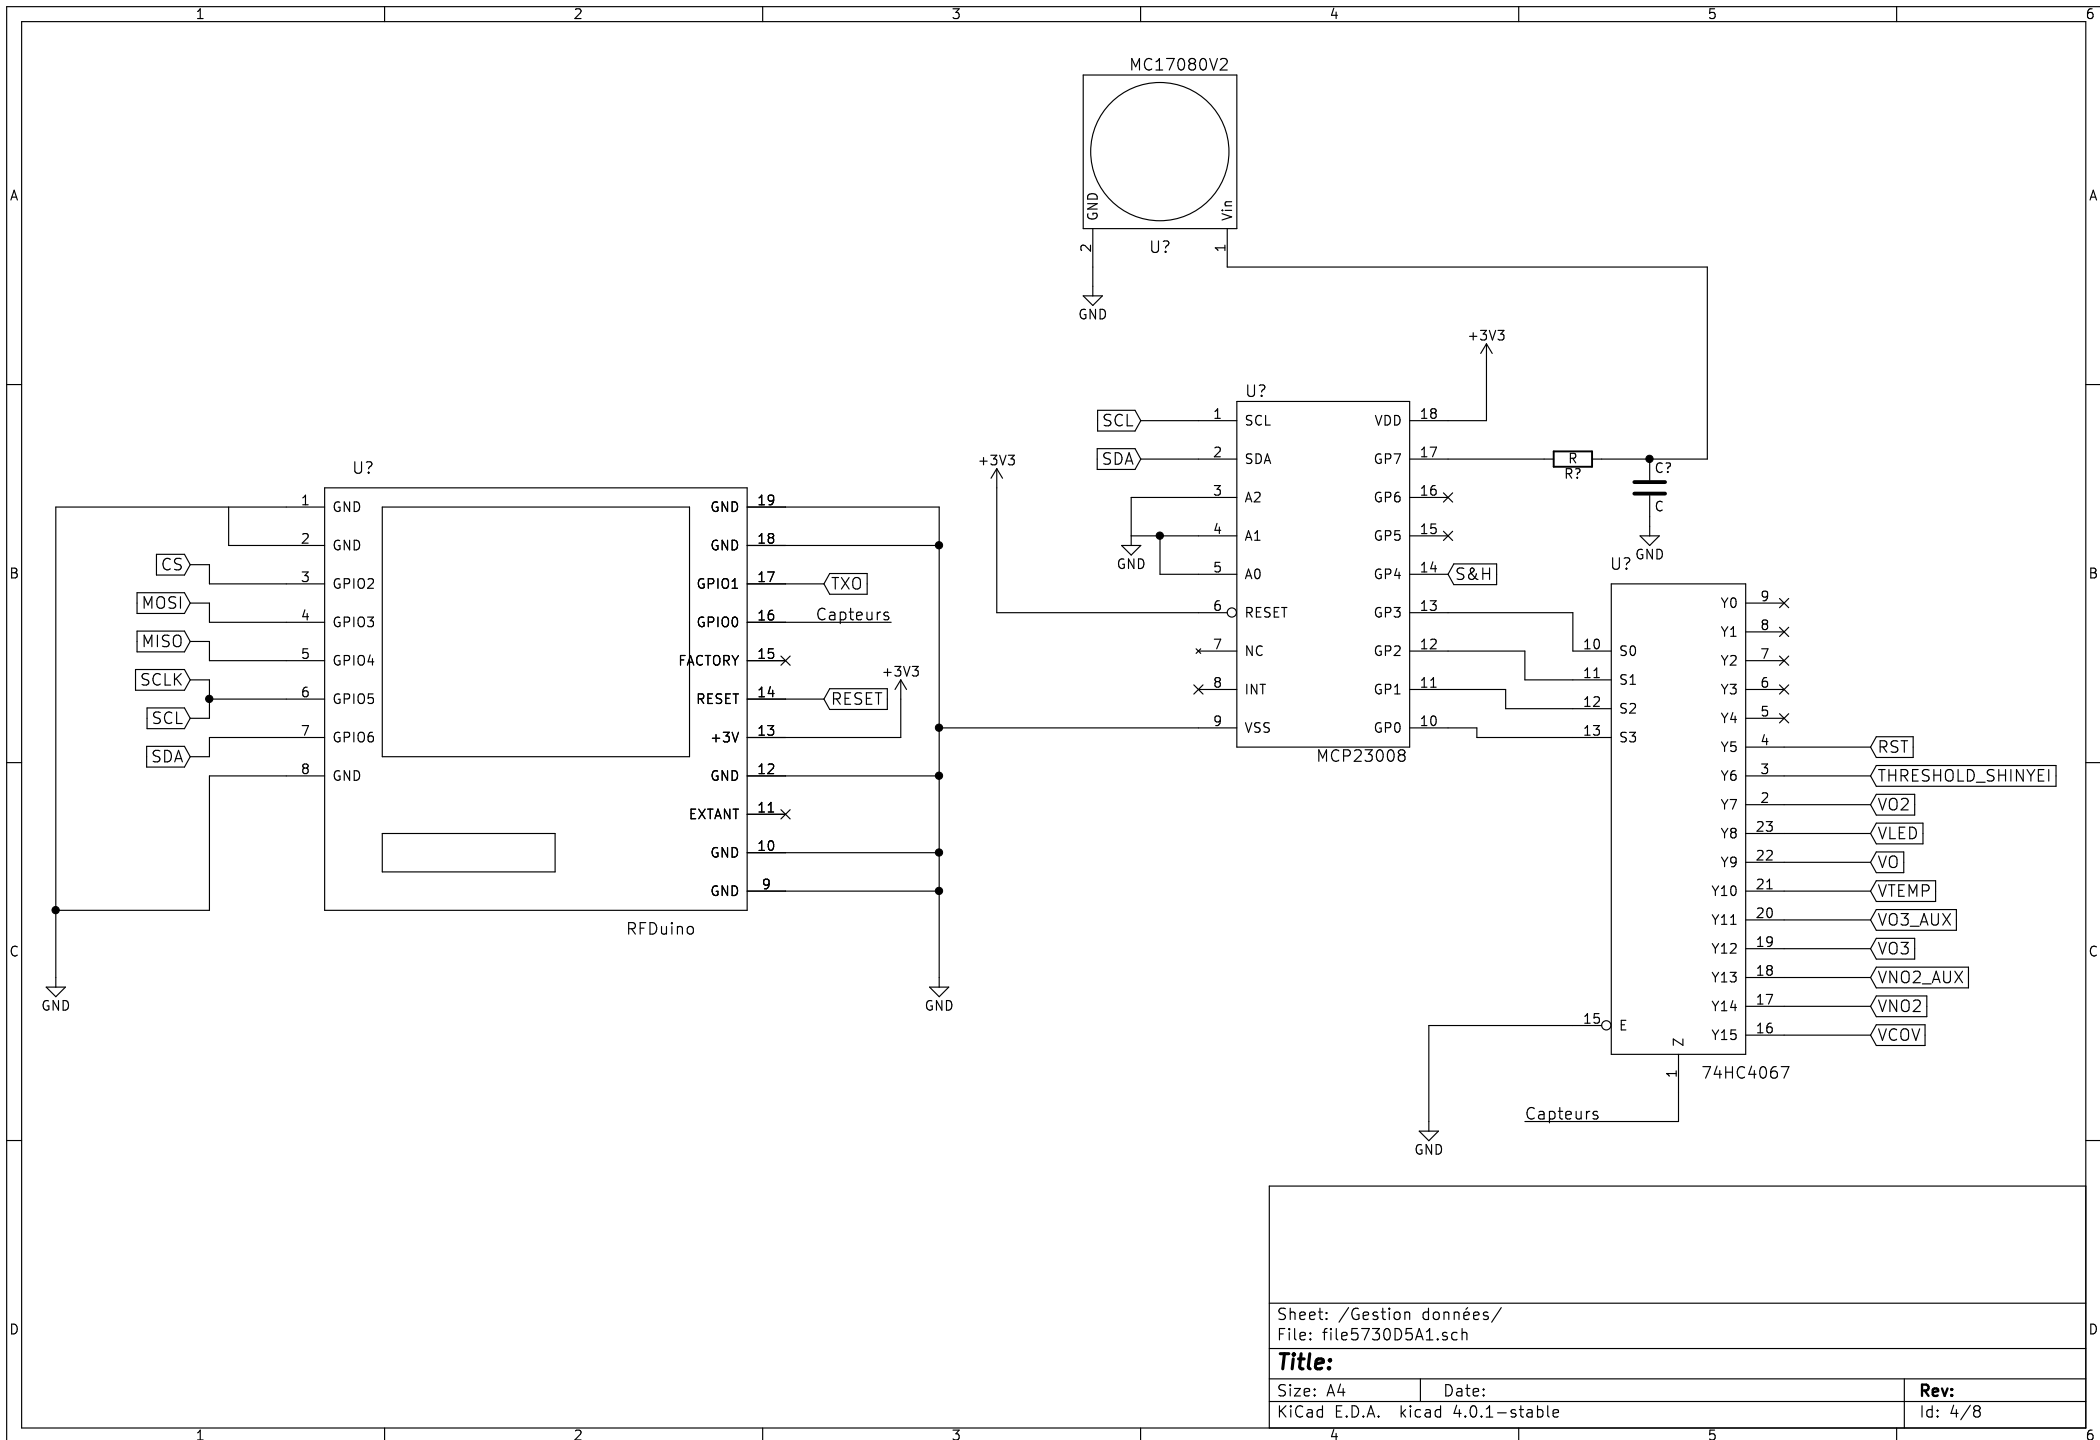 1 2 3 4 5 6
A
B
C
D
A
B
C
D
MC17080V2
GND
Vin
2
1
U?
GND
U?
RFDuino
1 GND
2 GND
CS
3 GPIO2
MOSI
4 GPIO3
MISO
5 GPIO4
SCLK
6 GPIO5
SCL
7 GPIO6
SDA
8 GND
GND
GND 19
GND 18
GPIO1 17 TXO
GPIO0 16 Capteurs
FACTORY 15
RESET 14 RESET
+3V3
+3V 13
GND 12
EXTANT 11
GND 10
GND 9
GND
+3V3
U?
SCL 1 SCL
SDA 2 SDA
3 A2
4 A1
GND
5 A0
6 RESET
7 NC
8 INT
9 VSS
MCP23008
+3V3
VDD 18
GP7 17
R
R?
C?
C
GND
GP6 16
GP5 15
GP4 14 S&H
GP3 13
GP2 12
GP1 11
GP0 10
U?
10 S0
11 S1
12 S2
13 S3
15 E
GND
Z
1
Capteurs
74HC4067
Y0 9
Y1 8
Y2 7
Y3 6
Y4 5
Y5 4 RST
Y6 3 THRESHOLD_SHINYEI
Y7 2 VO2
Y8 23 VLED
Y9 22 VO
Y10 21 VTEMP
Y11 20 VO3_AUX
Y12 19 VO3
Y13 18 VNO2_AUX
Y14 17 VNO2
Y15 16 VCOV
Sheet: /Gestion données/
File: file5730D5A1.sch
Title:
Size: A4 Date: Rev:
KiCad E.D.A. kicad 4.0.1-stable Id: 4/8
1 2 3 4 5 6